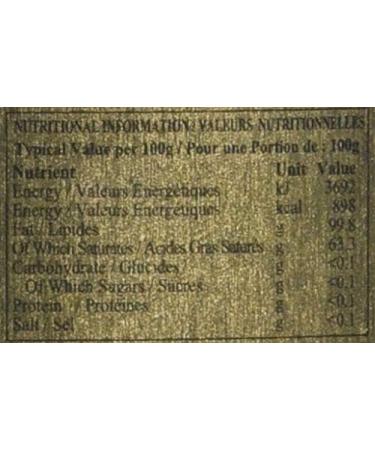 NUTRITIONAL INFORMATION / VALEURS NUTRITIONNELLES
Typical Value per 100g / Pour une Portion de : 100g
Nutrient Unit Value
Energy / Valeurs Energetiques kJ 3692
Energy / Valeurs Energetiques kcal 898
Fat / Lipides g 99.8
Of Which Saturates / Acides Gras Saturés g 63.3
Carbohydrate / Glucides g <0.1
Of Which Sugars / Sucres g <0.1
Protein / Protéines g <0.1
Salt / Sel g <0.1